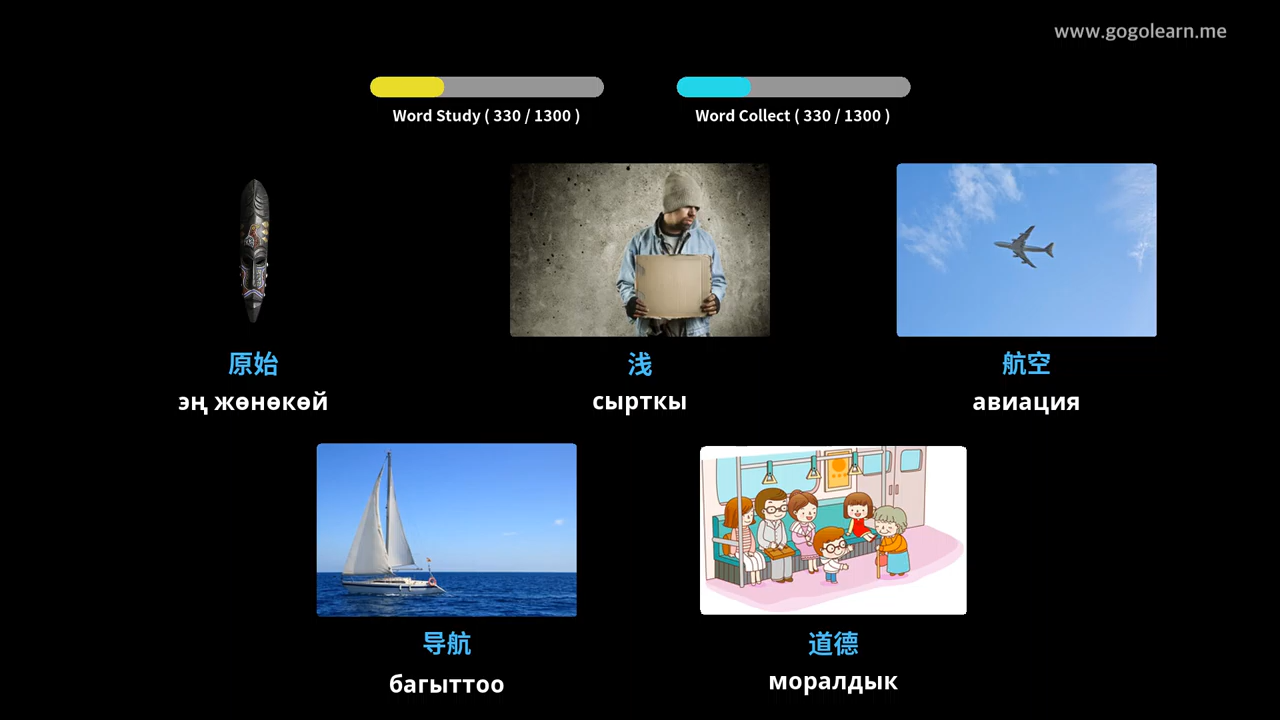 www.gogolearn.me
Word Study ( 330 / 1300 )
Word Collect ( 330 / 1300 )
原始
эң жөнөкөй
浅
сырткы
航空
авиация
导航
багыттоо
道德
моралдык